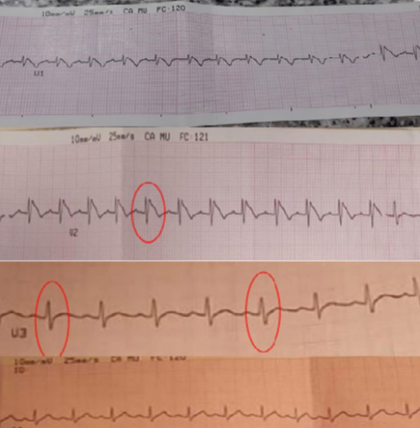 10mm/mV 25mm/s CA MU FC:120
V1
10mm/mV 25mm/s CA MU FC:121
V2
V3
10mm/mV 25mm/s CA MU FC